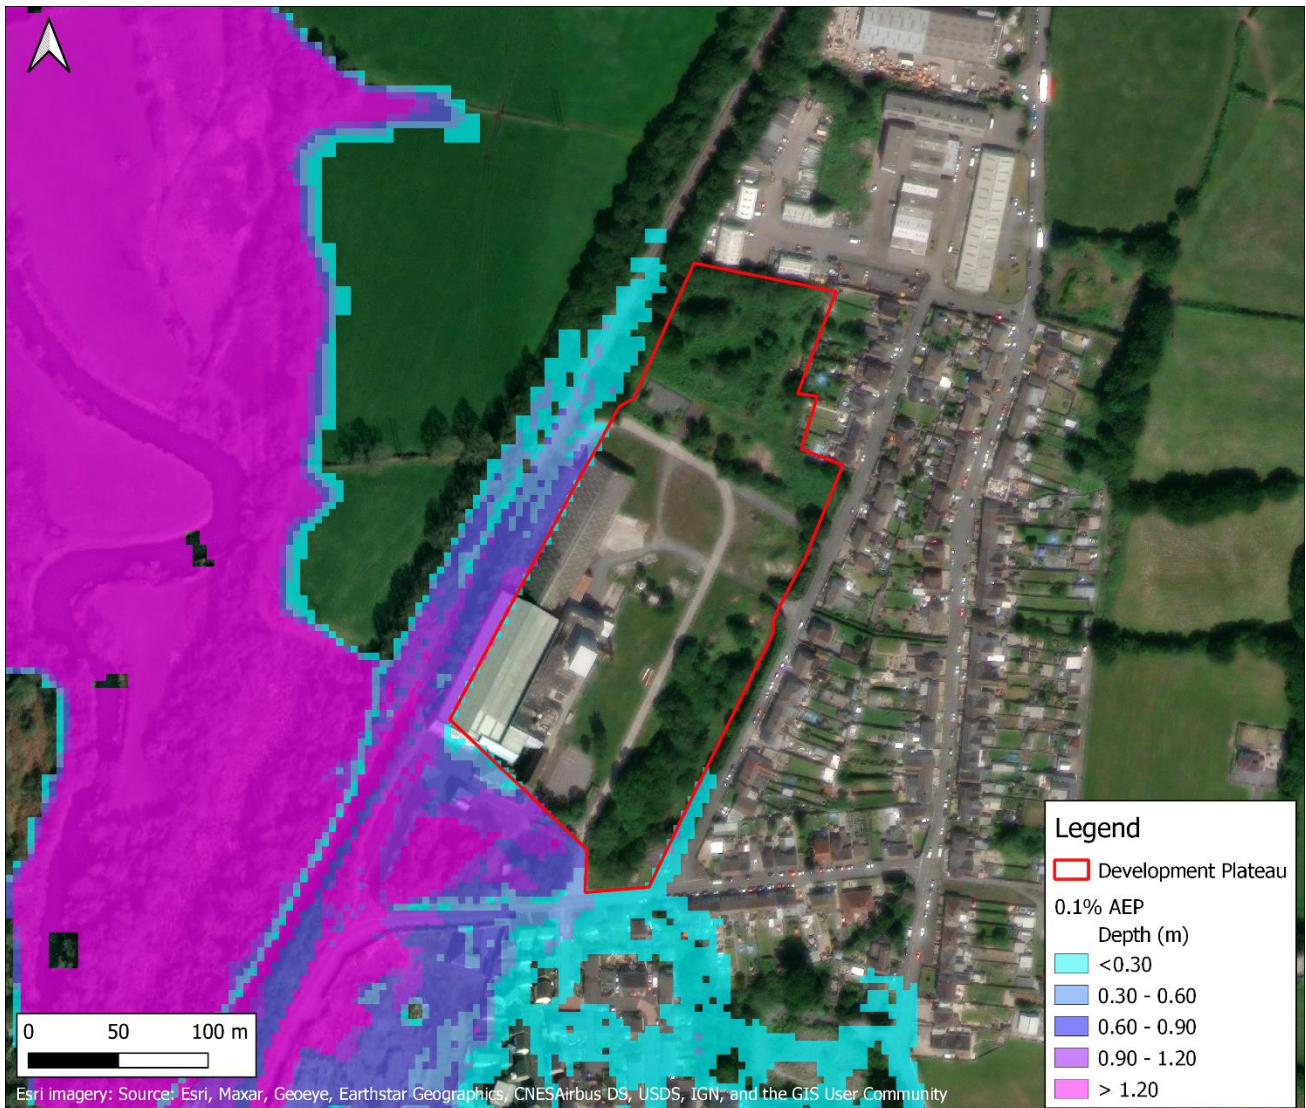 Legend
Development Plateau
0.1% AEP
Depth (m)
<0.30
0.30 - 0.60
0.60 - 0.90
0.90 - 1.20
> 1.20
0 50 100 m
Esri imagery: Source: Esri, Maxar, Geoeye, Earthstar Geographics, CNESAirbus DS, USDS, IGN, and the GIS User Community